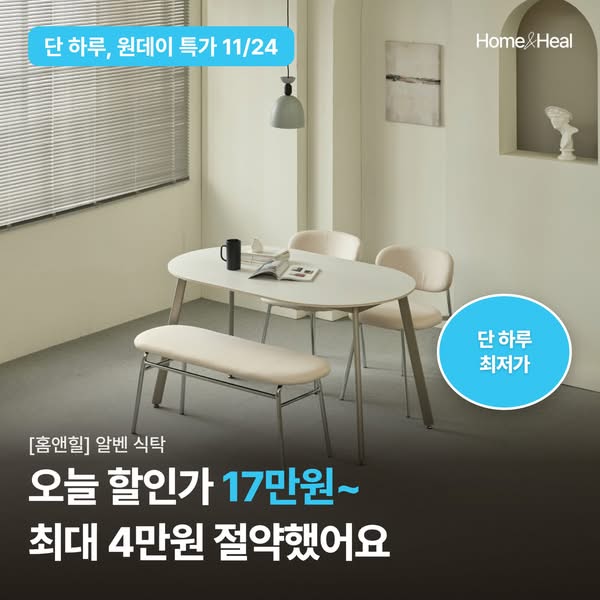 단 하루, 원데이 특가 11/24
Home&Heal
단 하루
최저가
[홈앤힐] 알벤 식탁
오늘 할인가 17만원~
최대 4만원 절약했어요